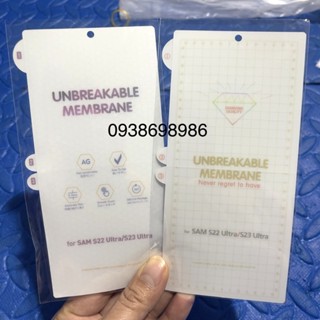 UNBREAKABLE
MEMBRANE
AG
for SAM S22 Ultra/S23 Ultra
0938698986
UNBREAKABLE
MEMBRANE
Never regret to have
for SAM S22 Ultra/S23 Ultra